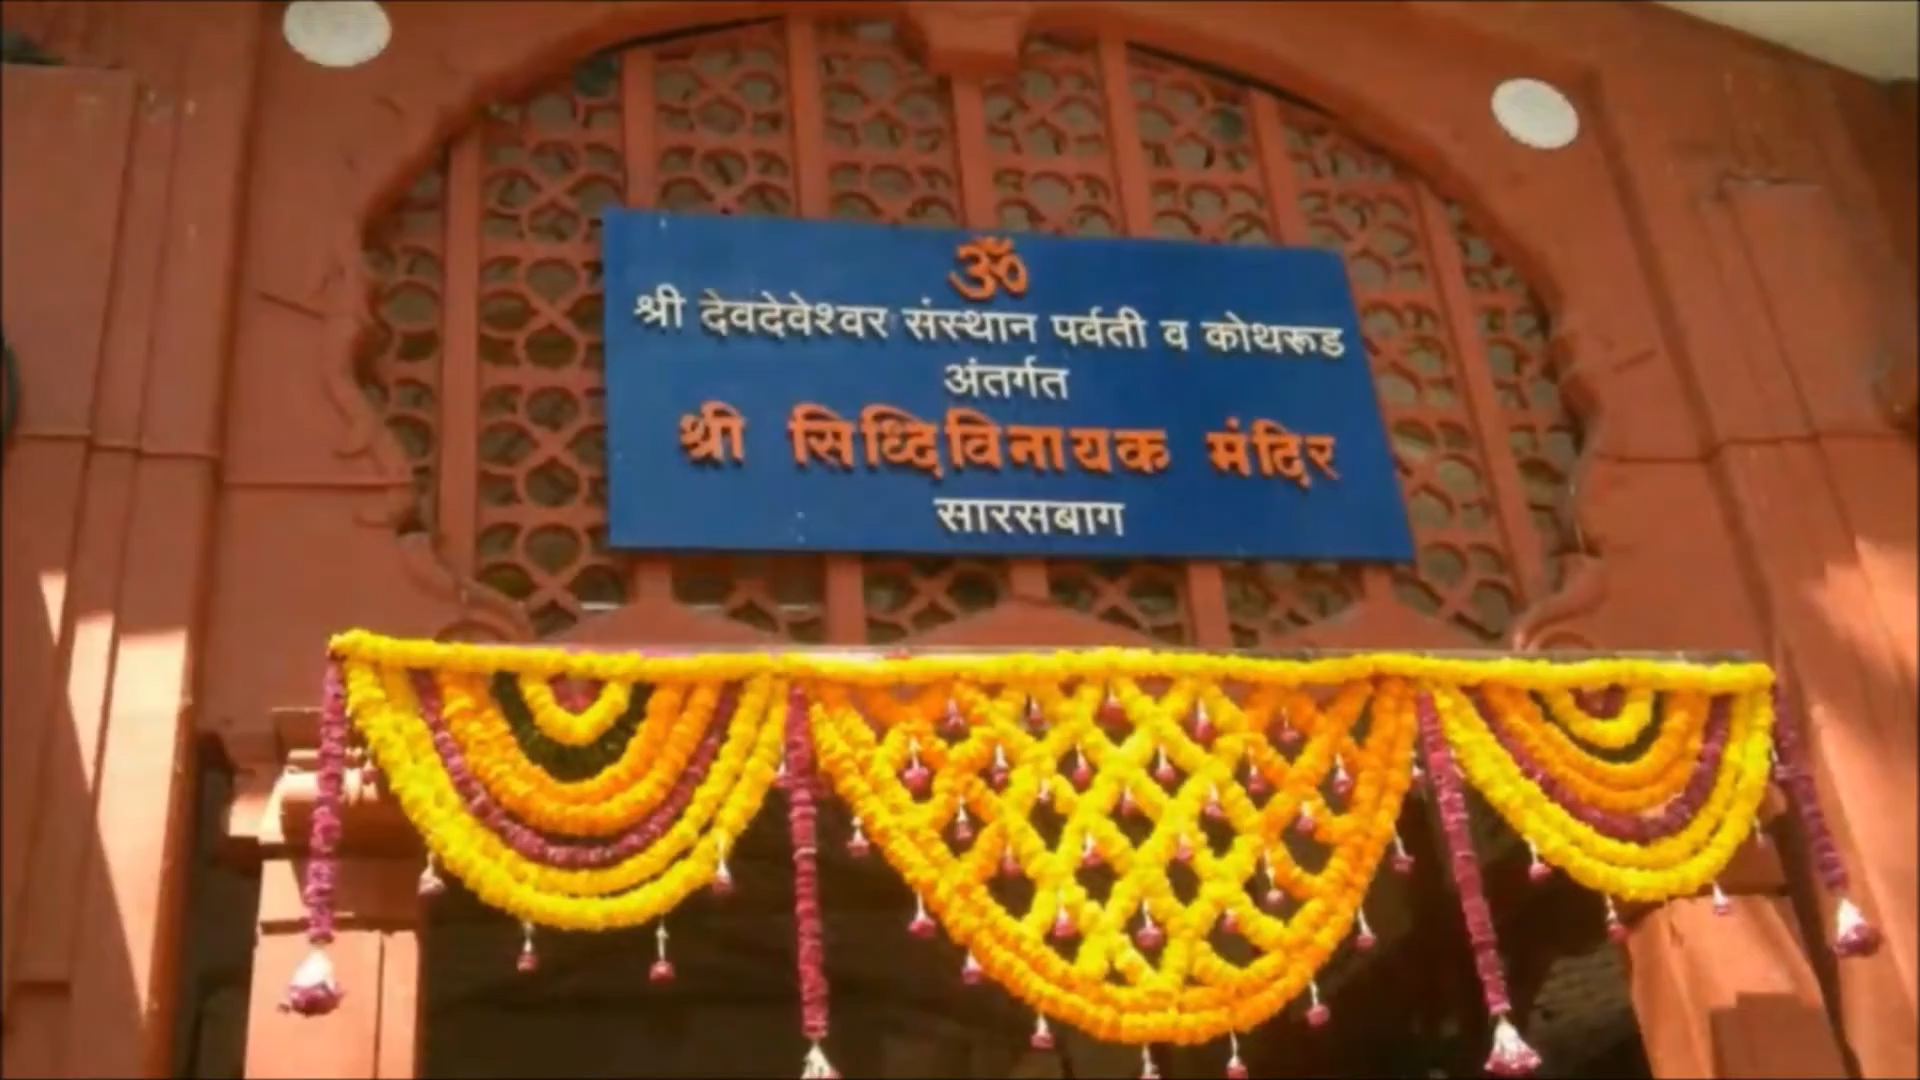 ॐ
श्री देवदेवेश्वर संस्थान पर्वती व कोथरूड
अंतर्गत
श्री सिध्दिविनायक मंदिर
सारसबाग